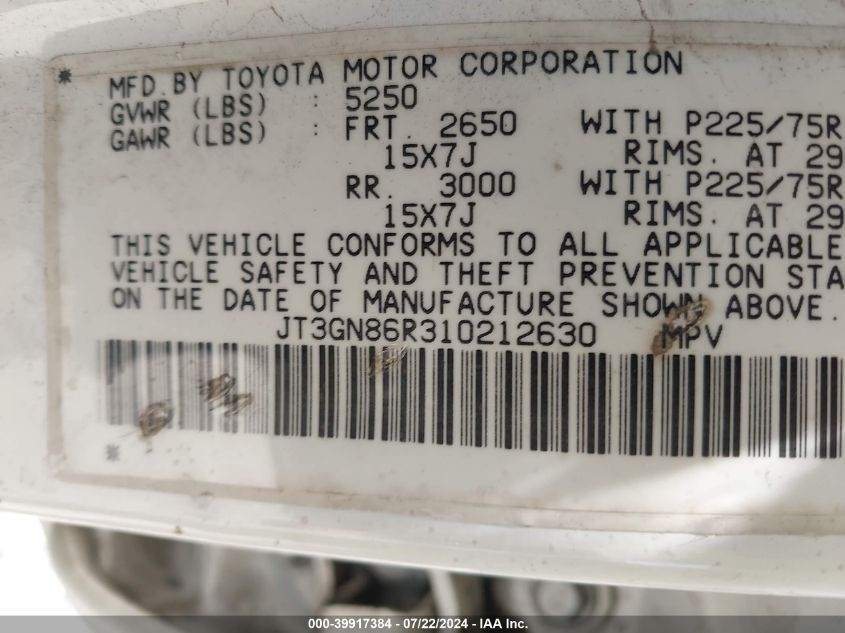 * MFD.BY TOYOTA MOTOR CORPORATION
GVWR (LBS) : 5250
GAWR (LBS) : FRT. 2650 WITH P225/75R
15X7J RIMS. AT 29
RR. 3000 WITH P225/75R
15X7J RIMS. AT 29
THIS VEHICLE CONFORMS TO ALL APPLICABLE
VEHICLE SAFETY AND THEFT PREVENTION STA
ON THE DATE OF MANUFACTURE SHOWN ABOVE.
JT3GN86R310212630 MPV
*
000-39917384 - 07/22/2024 - IAA Inc.